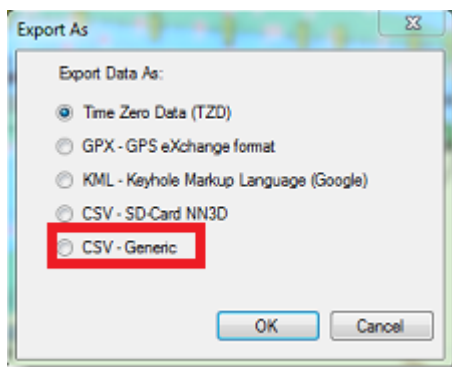 Export As
Export Data As:
Time Zero Data (TZD)
GPX - GPS eXchange format
KML - Keyhole Markup Language (Google)
CSV - SD-Card NN3D
CSV - Generic
OK Cancel